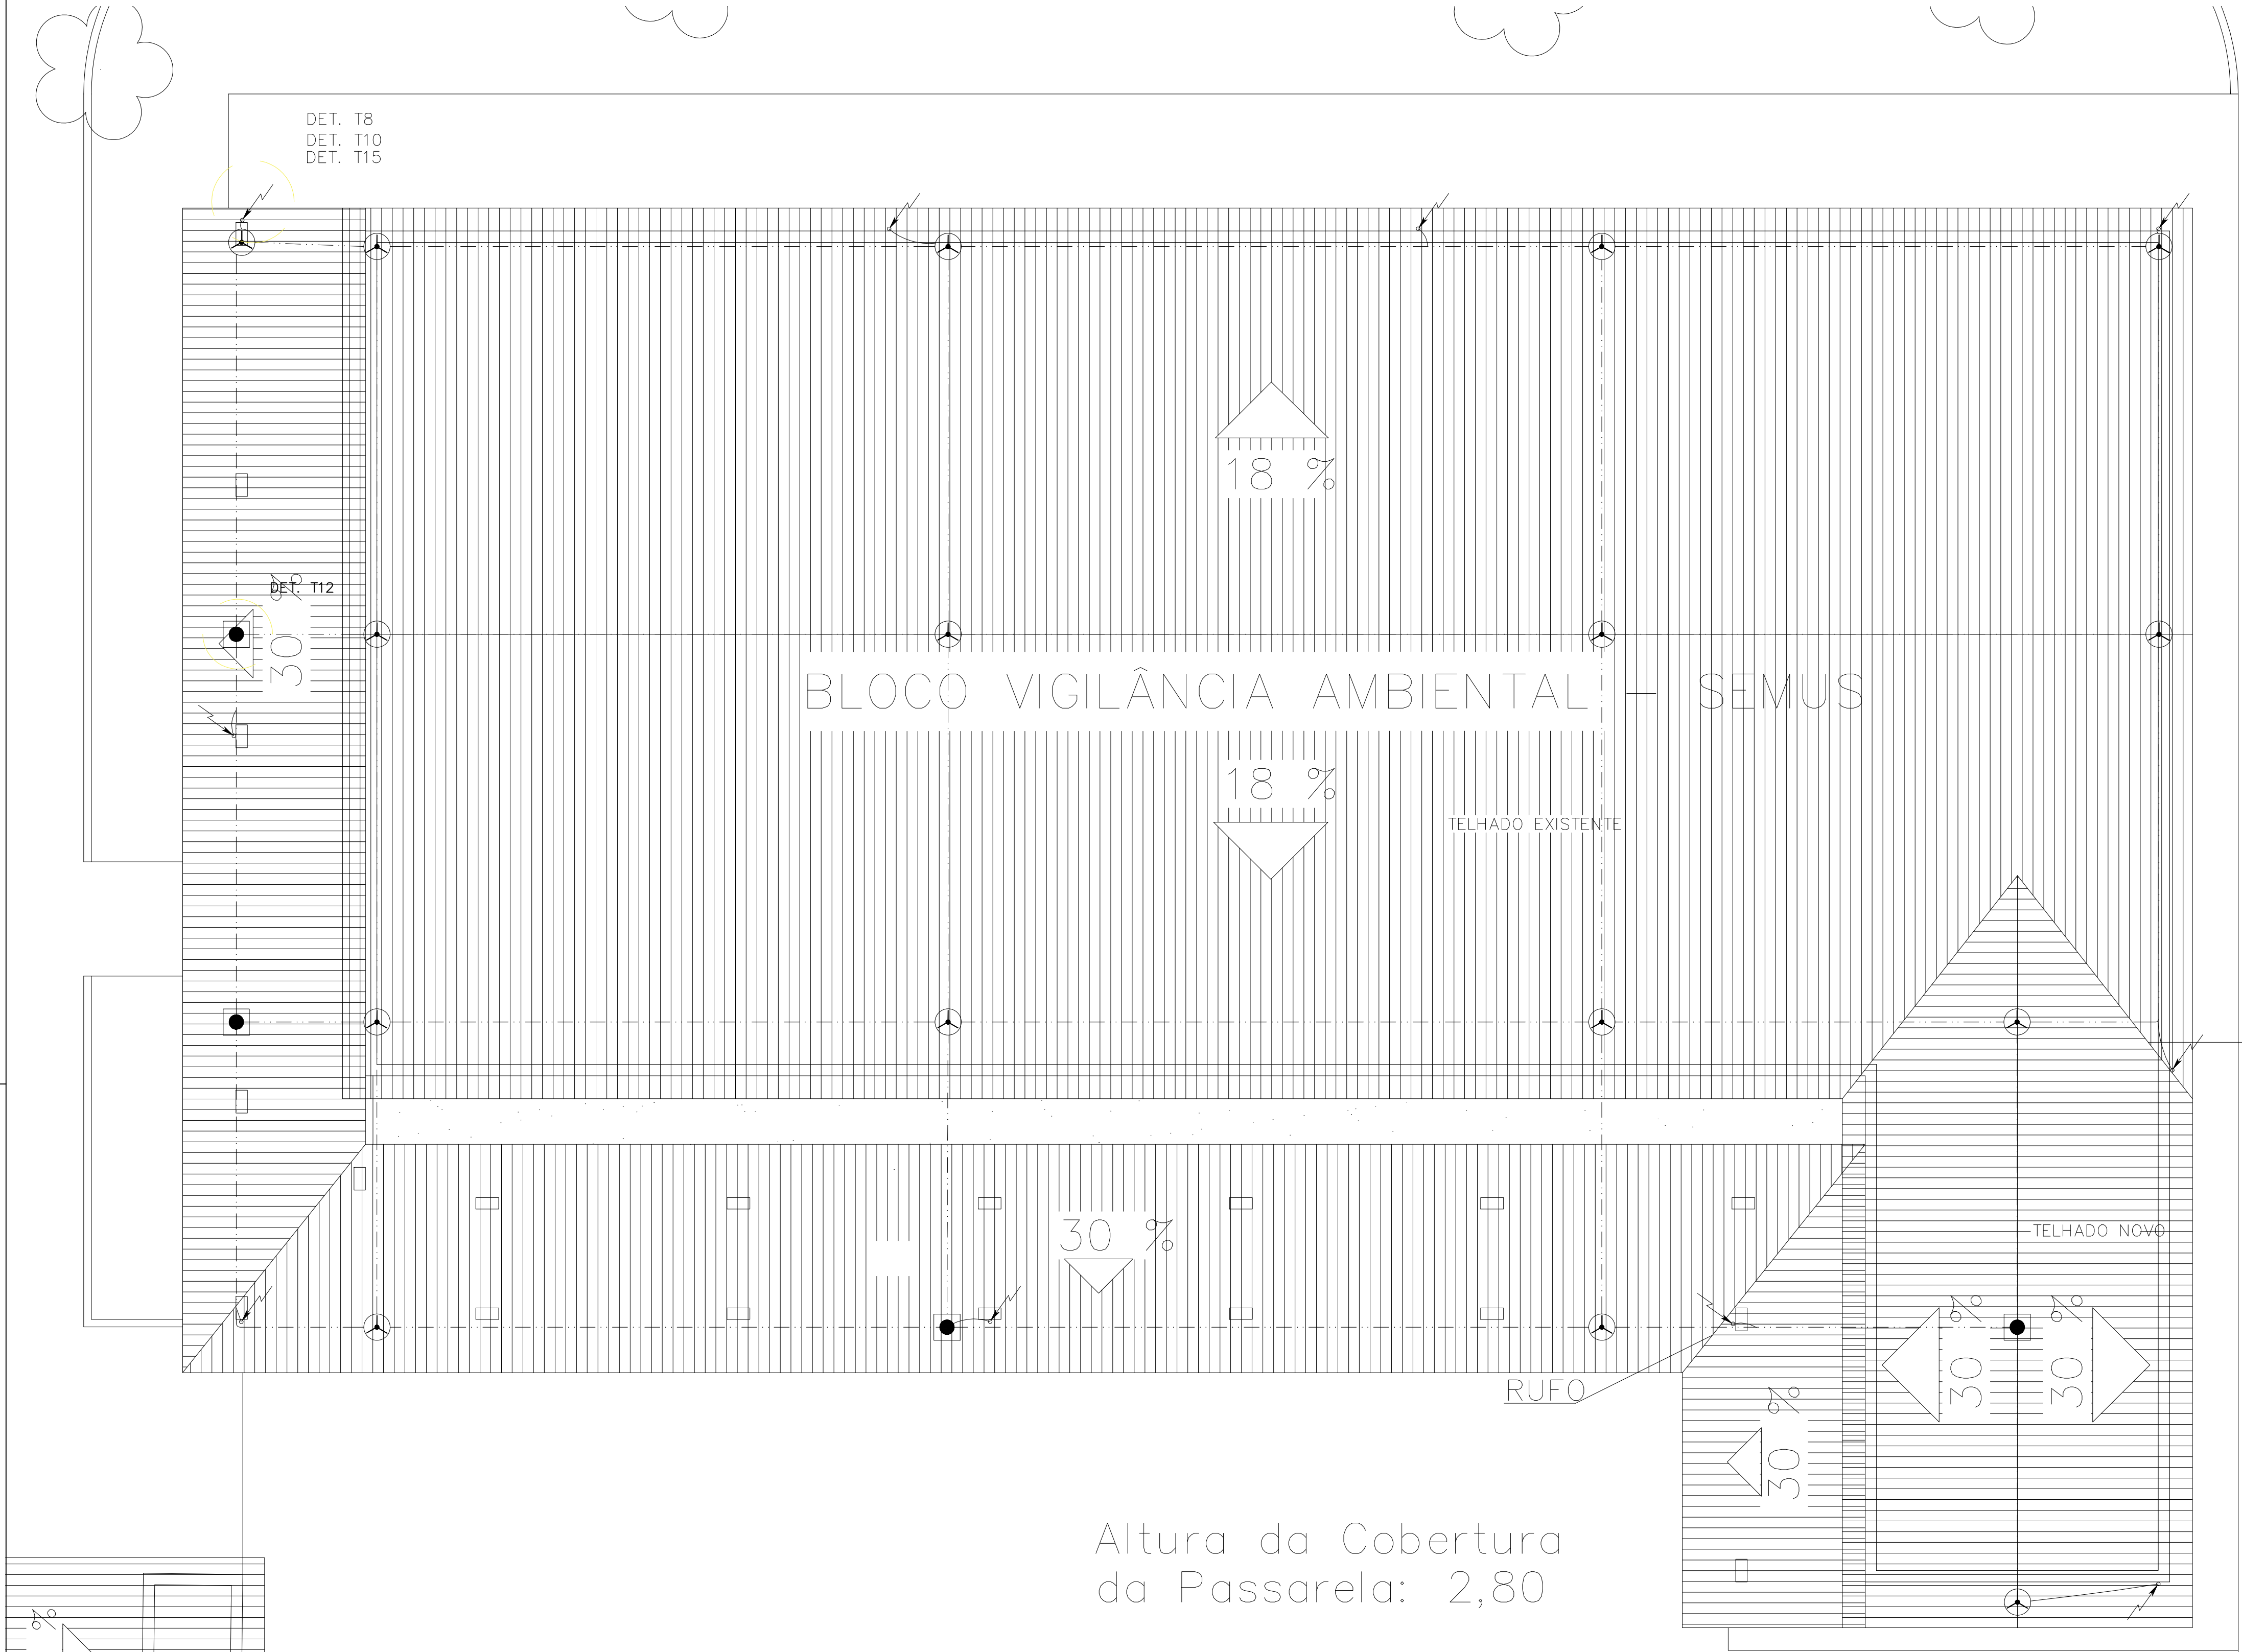 DET. T8
DET. T10
DET. T15
18 %
DET. T12
30 %
BLOCO VIGILÂNCIA AMBIENTAL - SEMUS
18 %
TELHADO EXISTENTE
30 %
TELHADO NOVO
30 %
30 %
RUFO
30 %
Altura da Cobertura
da Passarela: 2,80
%